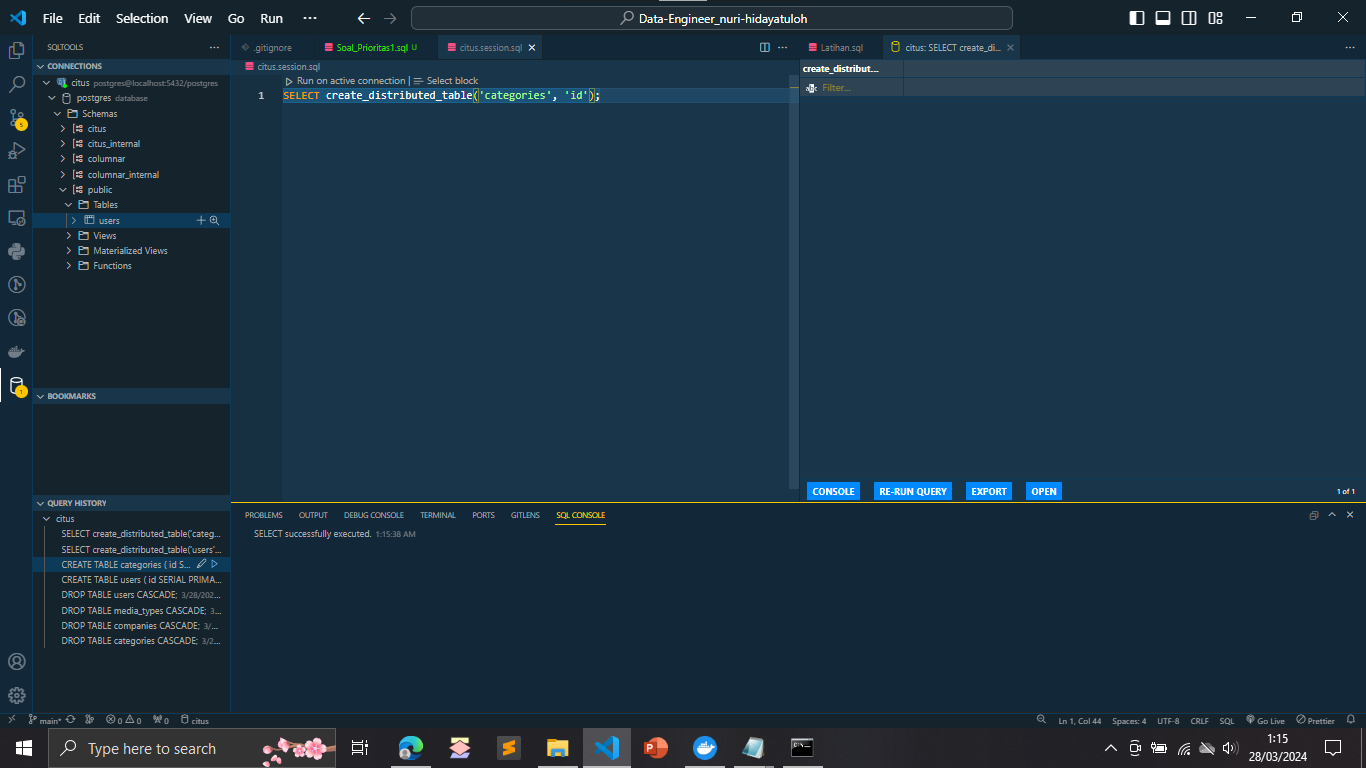 File Edit Selection View Go Run ···
Data-Engineer_nuri-hidayatuloh
SQLTOOLS
CONNECTIONS
citus postgres@localhost:5432/postgres
postgres database
Schemas
citus
citus_internal
columnar
columnar_internal
public
Tables
users
Views
Materialized Views
Functions
BOOKMARKS
QUERY HISTORY
citus
SELECT create_distributed_table('categ...
SELECT create_distributed_table('users'...
CREATE TABLE categories ( id S...
CREATE TABLE users ( id SERIAL PRIMA...
DROP TABLE users CASCADE; 3/28/202...
DROP TABLE media_types CASCADE; 3...
DROP TABLE companies CASCADE; 3/...
DROP TABLE categories CASCADE; 3/2...
.gitignore
Soal_Prioritas1.sql U
citus.session.sql
citus.session.sql
Run on active connection | Select block
1 SELECT create_distributed_table('categories', 'id');
Latihan.sql
citus: SELECT create_di...
create_distribut...
Filter...
CONSOLE RE-RUN QUERY EXPORT OPEN
1 of 1
PROBLEMS OUTPUT DEBUG CONSOLE TERMINAL PORTS GITLENS SQL CONSOLE
SELECT successfully executed. 1:15:38 AM
main* 0 0 0 citus
Ln 1, Col 44 Spaces: 4 UTF-8 CRLF SQL Go Live Prettier
Type here to search
1:15
28/03/2024